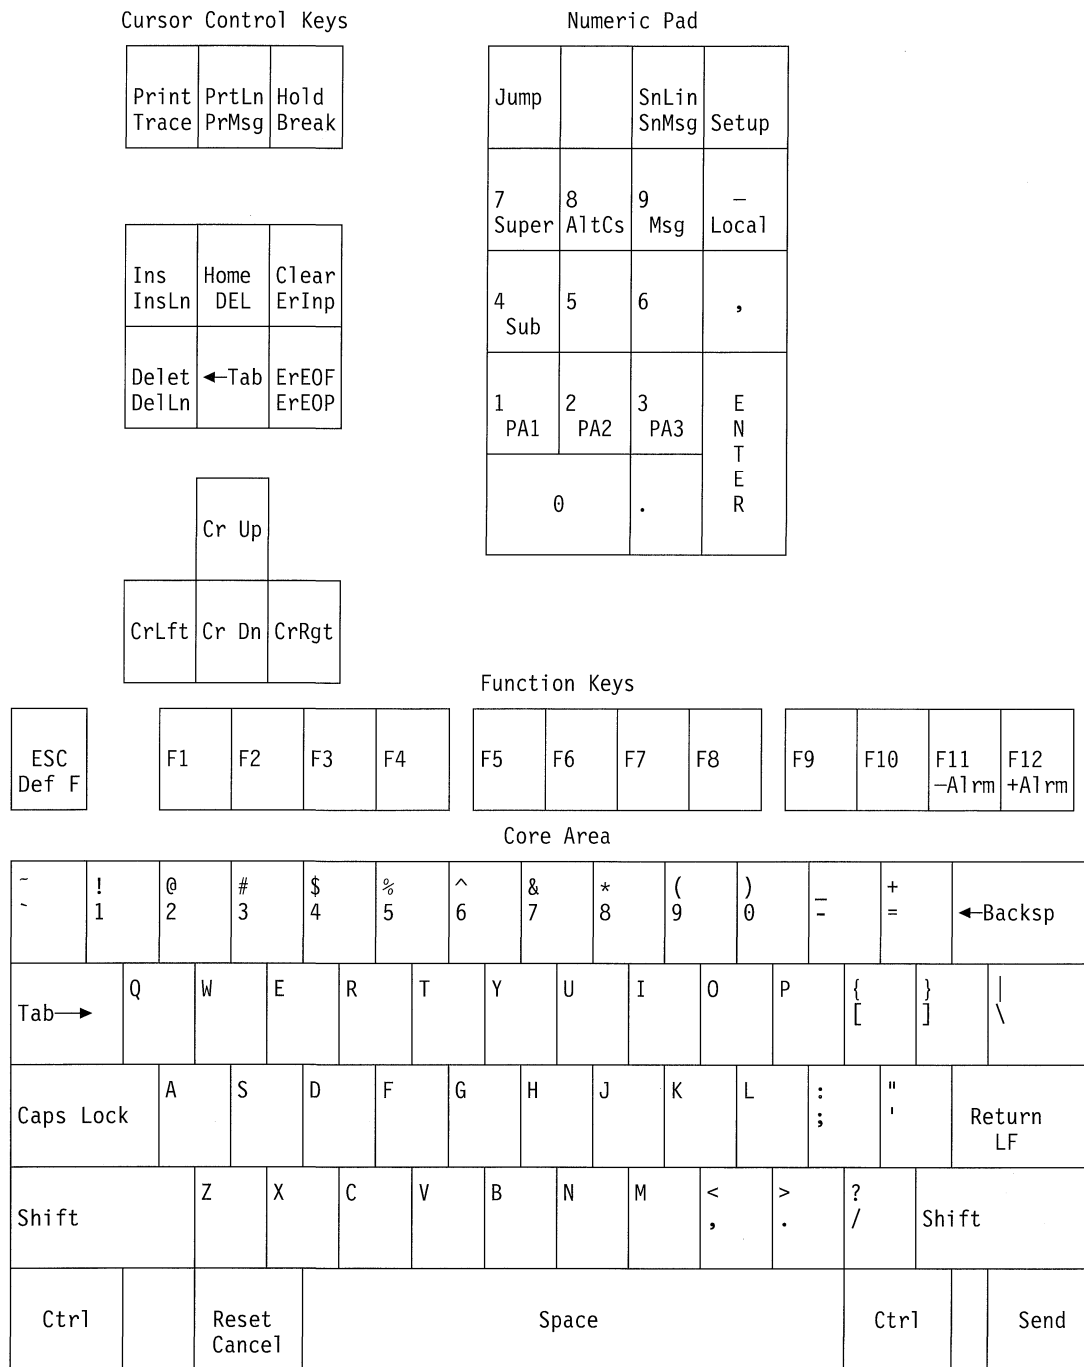 Cursor Control Keys
Print PrtLn Hold
Trace PrMsg Break
Ins Home Clear
InsLn DEL ErInp
Delet ←Tab ErEOF
DelLn ErEOP
Cr Up
CrLft Cr Dn CrRgt
Numeric Pad
Jump SnLin
SnMsg Setup
7 8 9 —
Super AltCs Msg Local
4 5 6 ,
Sub
1 2 3 ENTER
PA1 PA2 PA3
0 .
Function Keys
ESC F1 F2 F3 F4 F5 F6 F7 F8 F9 F10 F11 F12
Def F —Alrm +Alrm
Core Area
~ ! @ # $ % ^ & * ( ) _ +
` 1 2 3 4 5 6 7 8 9 0 - = ←Backsp
Q W E R T Y U I O P { } |
Tab→ [ ] \
A S D F G H J K L : "
Caps Lock ; ' Return
LF
Z X C V B N M < > ?
Shift , . / Shift
Ctrl Reset Space Ctrl Send
Cancel